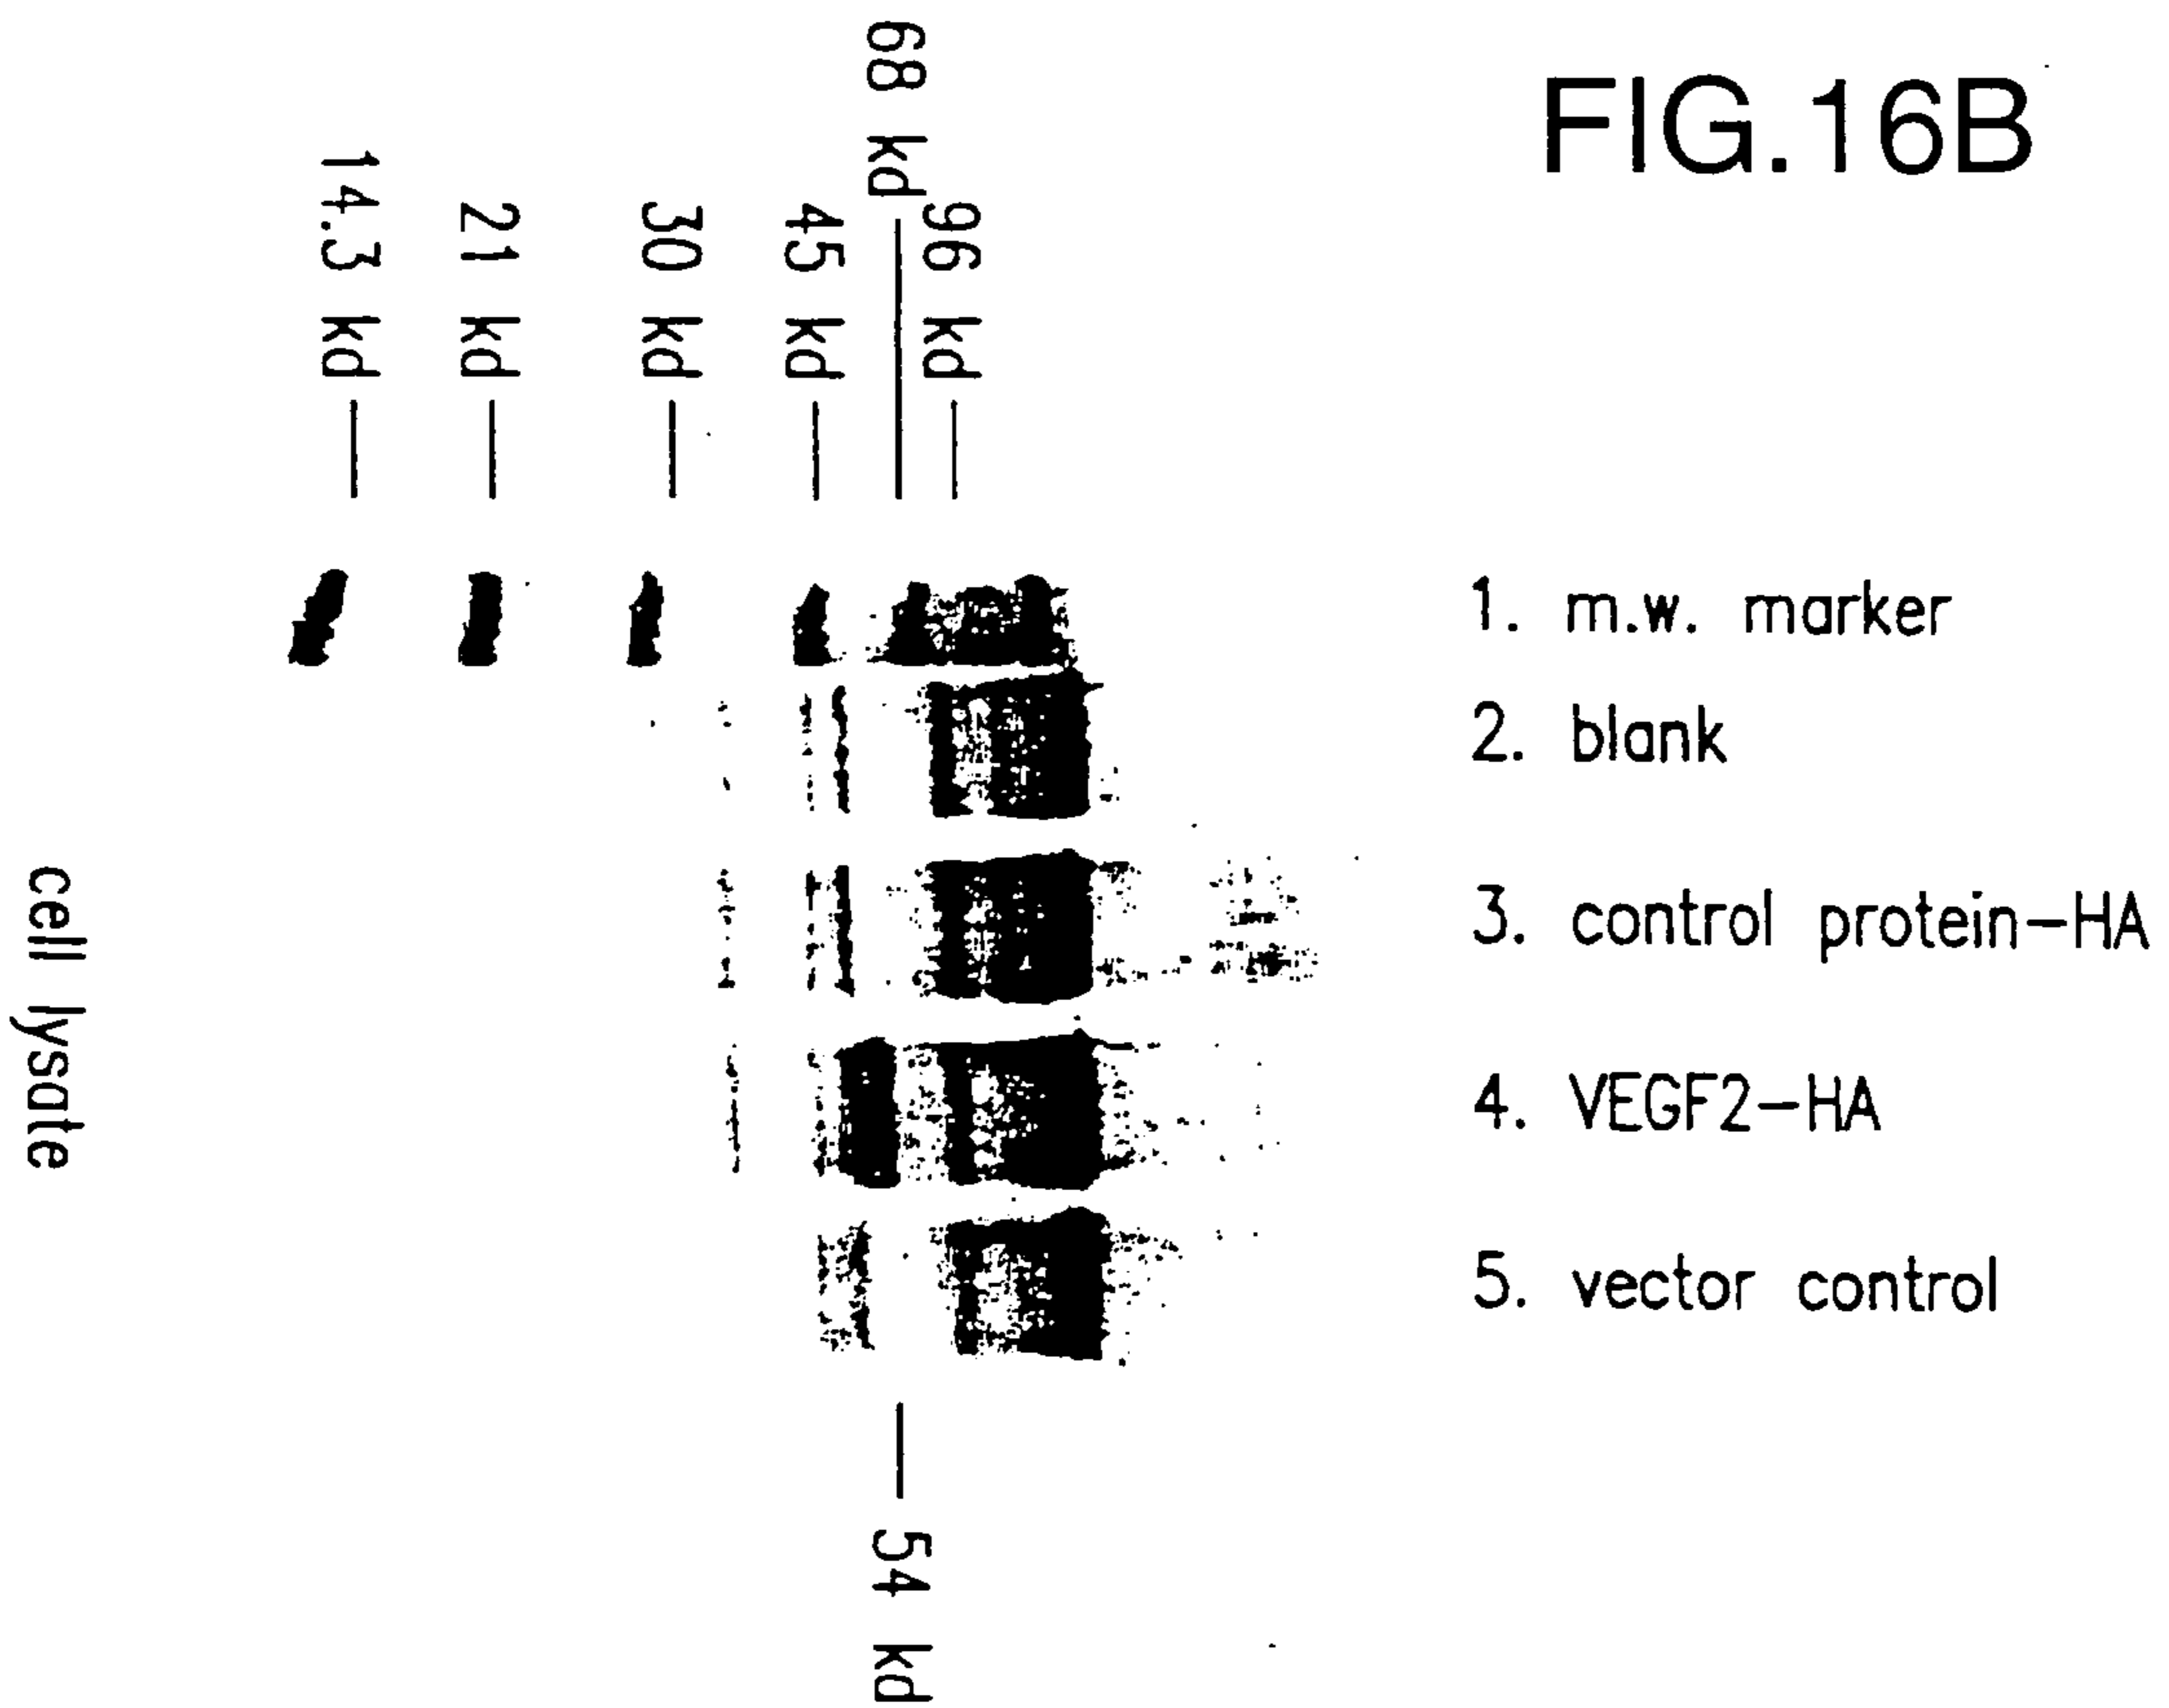 FIG.16B
96 kd
68 kd
45 kd
30 kd
21 kd
14.3 kd
1. m.w. marker
2. blank
3. control protein-HA
4. VEGF2-HA
5. vector control
54 kd
cell lysate